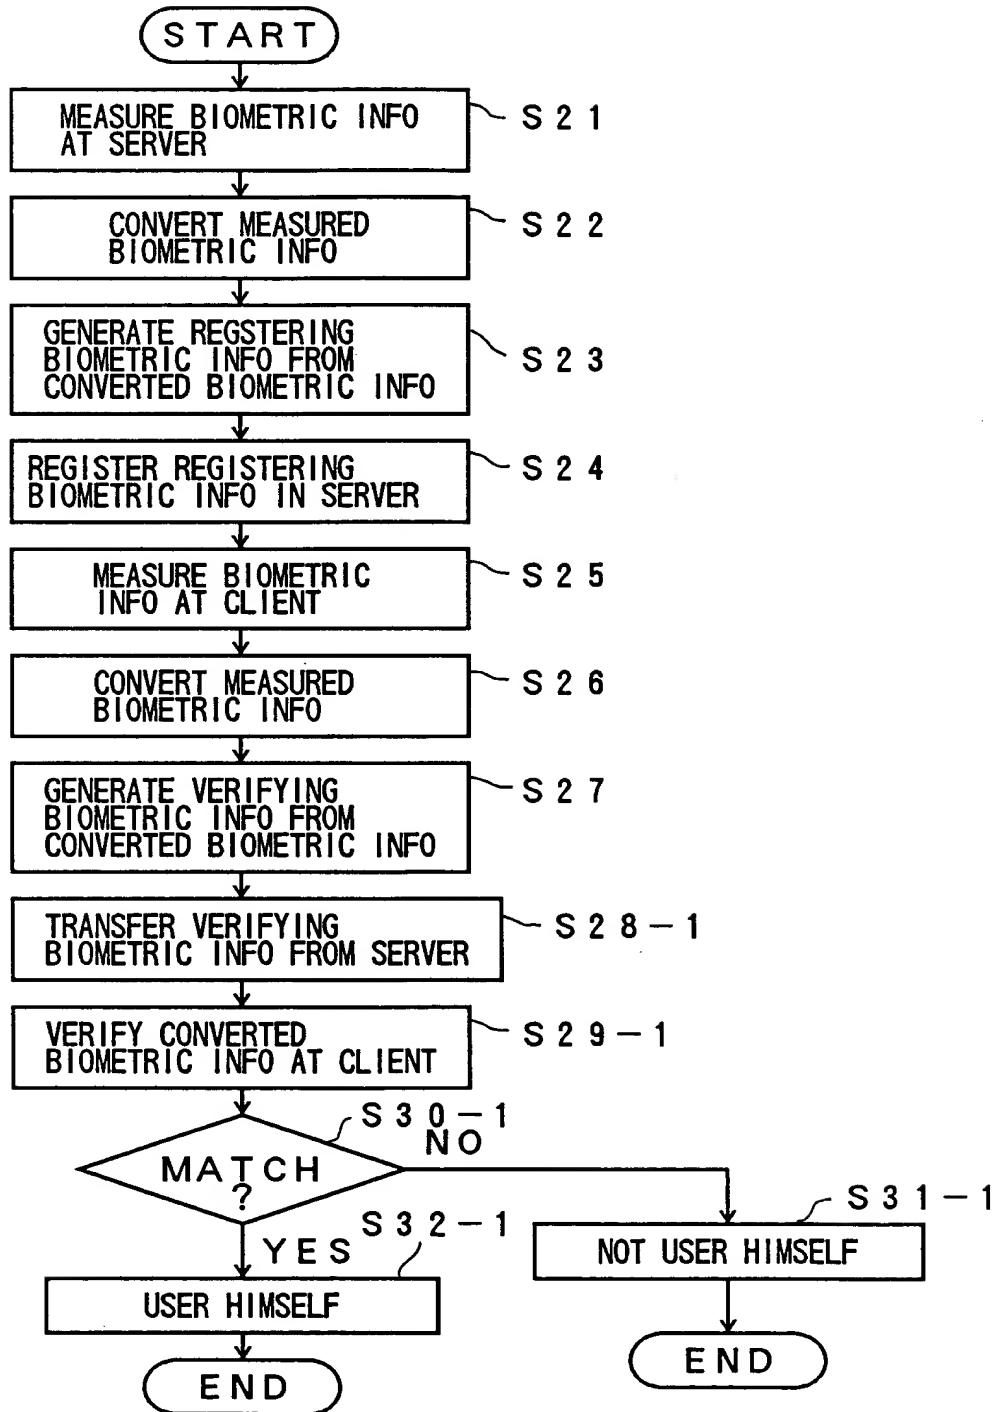 START
MEASURE BIOMETRIC INFO
AT SERVER
S21
CONVERT MEASURED
BIOMETRIC INFO
S22
GENERATE REGSTERING
BIOMETRIC INFO FROM
CONVERTED BIOMETRIC INFO
S23
REGISTER REGISTERING
BIOMETRIC INFO IN SERVER
S24
MEASURE BIOMETRIC
INFO AT CLIENT
S25
CONVERT MEASURED
BIOMETRIC INFO
S26
GENERATE VERIFYING
BIOMETRIC INFO FROM
CONVERTED BIOMETRIC INFO
S27
TRANSFER VERIFYING
BIOMETRIC INFO FROM SERVER
S28-1
VERIFY CONVERTED
BIOMETRIC INFO AT CLIENT
S29-1
S30-1
NO
MATCH
?
S31-1
S32-1
YES
NOT USER HIMSELF
USER HIMSELF
END
END